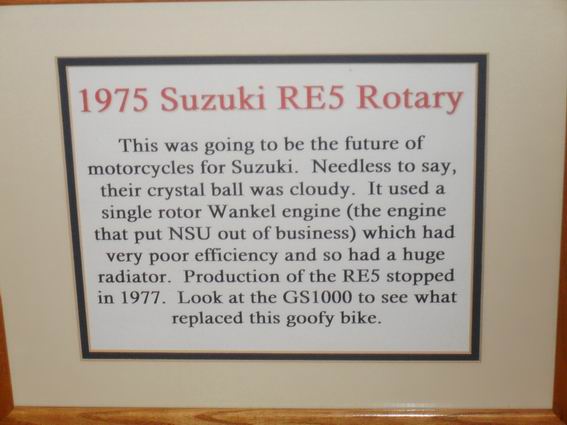 1975 Suzuki RE5 Rotary
This was going to be the future of
motorcycles for Suzuki.  Needless to say,
their crystal ball was cloudy.  It used a
single rotor Wankel engine (the engine
that put NSU out of business) which had
very poor efficiency and so had a huge
radiator.  Production of the RE5 stopped
in 1977.  Look at the GS1000 to see what
replaced this goofy bike.